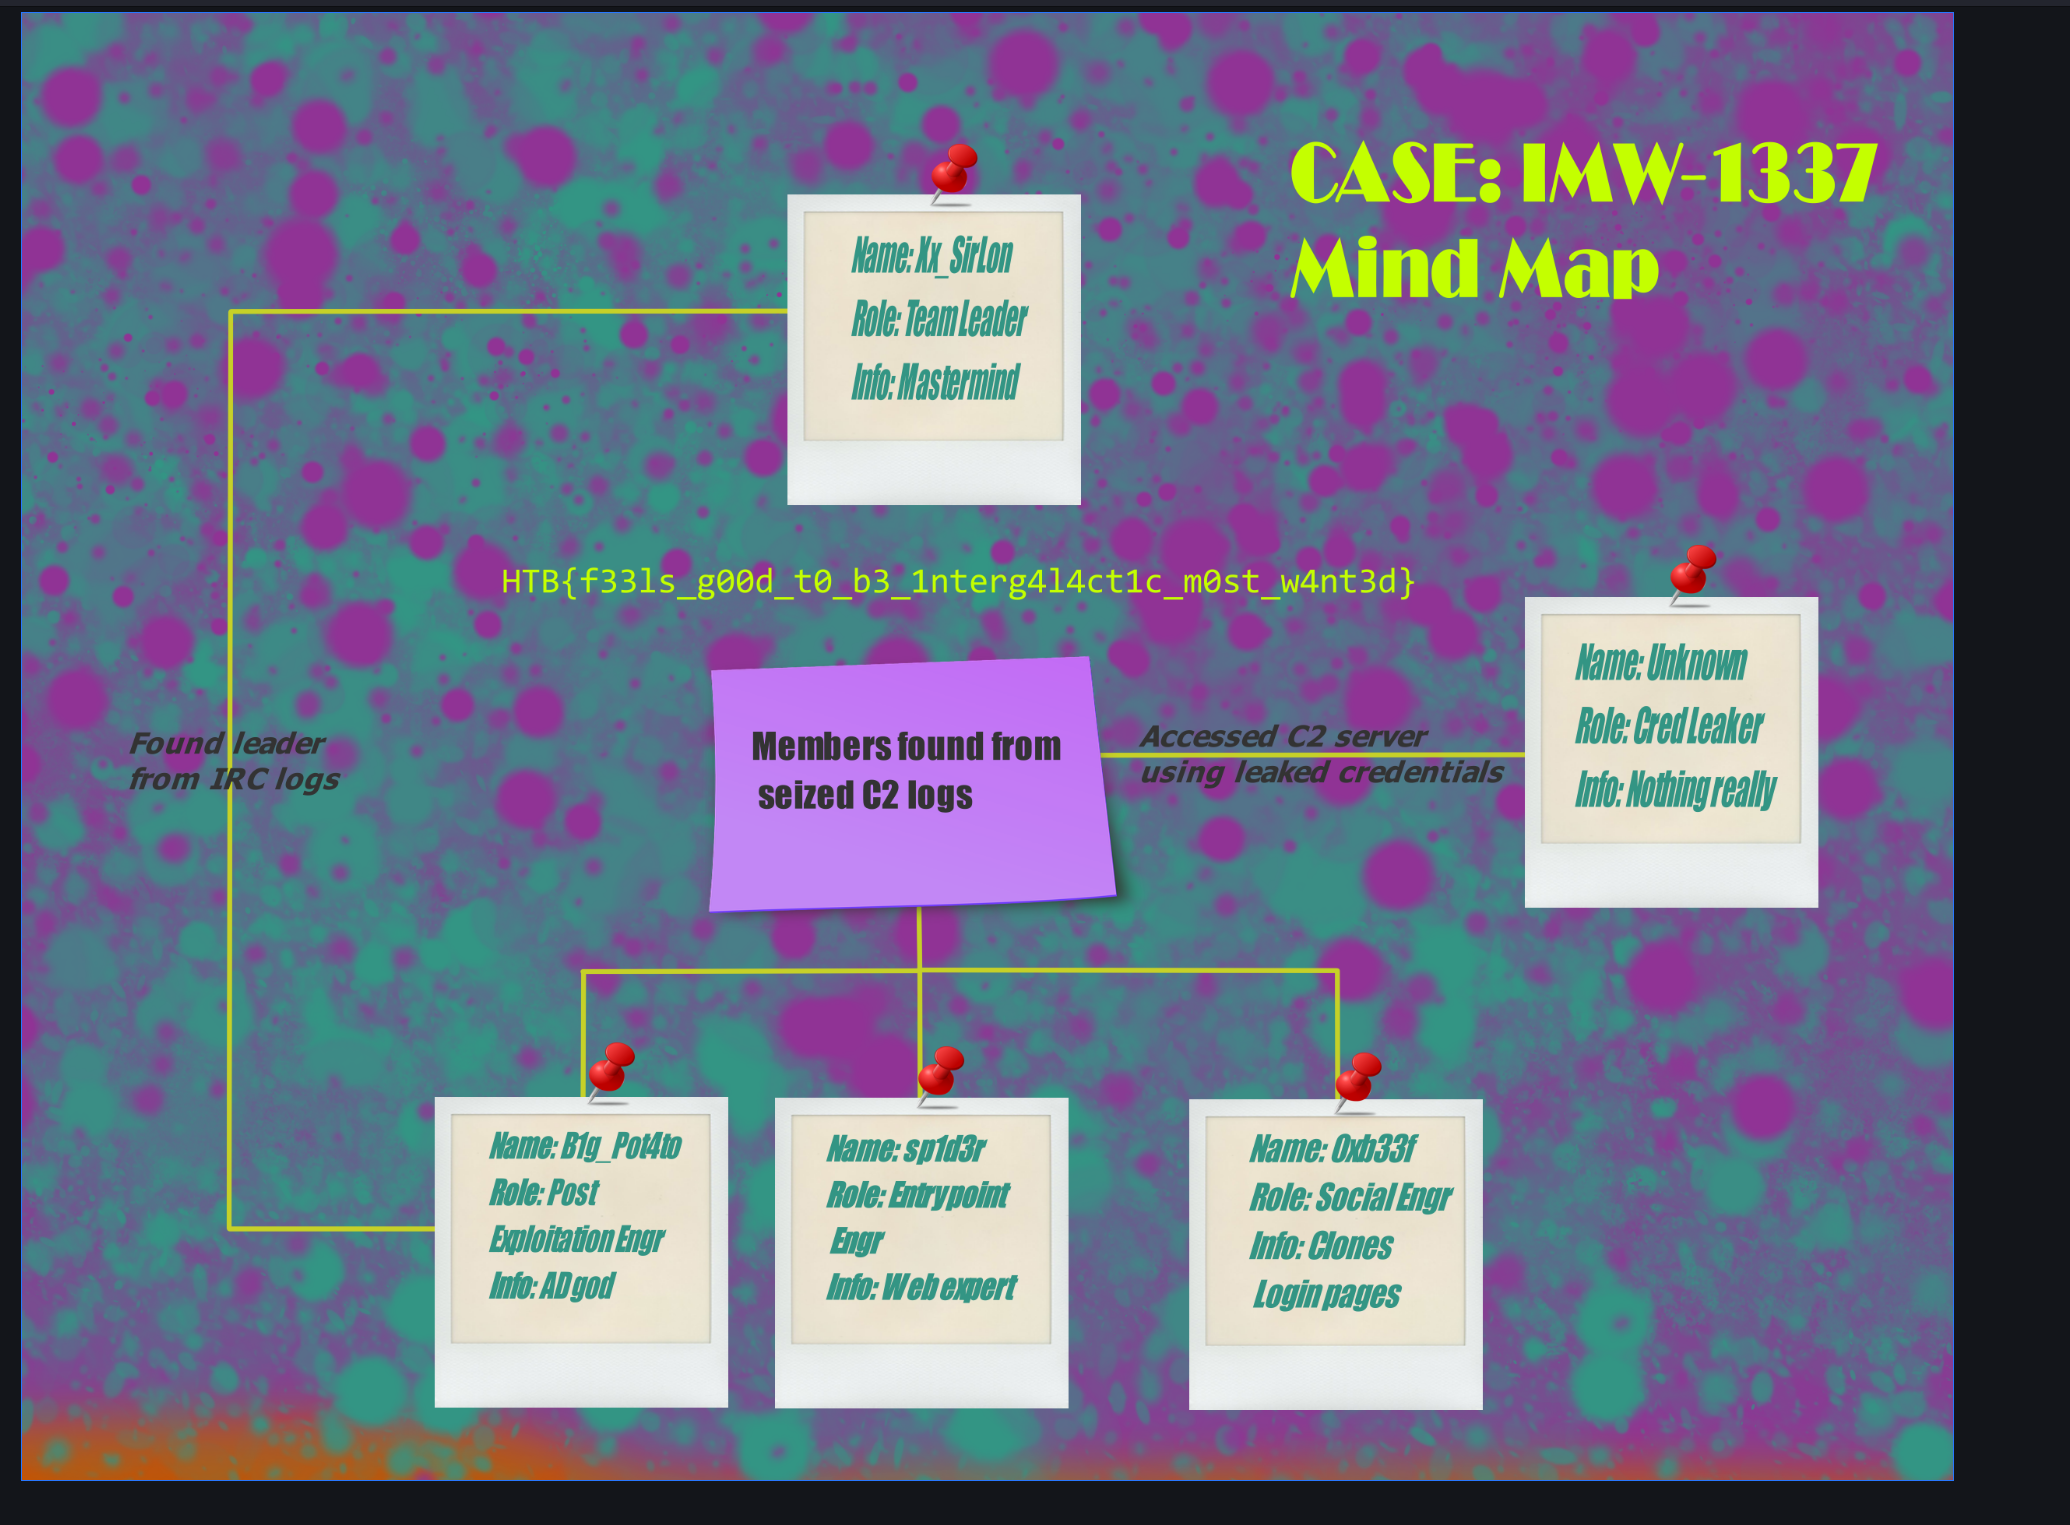 CASE: IMW-1337
Mind Map
Name: Xx_SirLon
Role: Team Leader
Info: Mastermind
HTB{f33ls_g00d_t0_b3_1nterg4l4ct1c_m0st_w4nt3d}
Name: Unknown
Role: Cred Leaker
Info: Nothing really
Members found from
seized C2 logs
Accessed C2 server
using leaked credentials
Found leader
from IRC logs
Name: B1g_Pot4to
Role: Post
Exploitation Engr
Info: AD god
Name: sp1d3r
Role: Entrypoint
Engr
Info: Web expert
Name: 0xb33f
Role: Social Engr
Info: Clones
Login pages